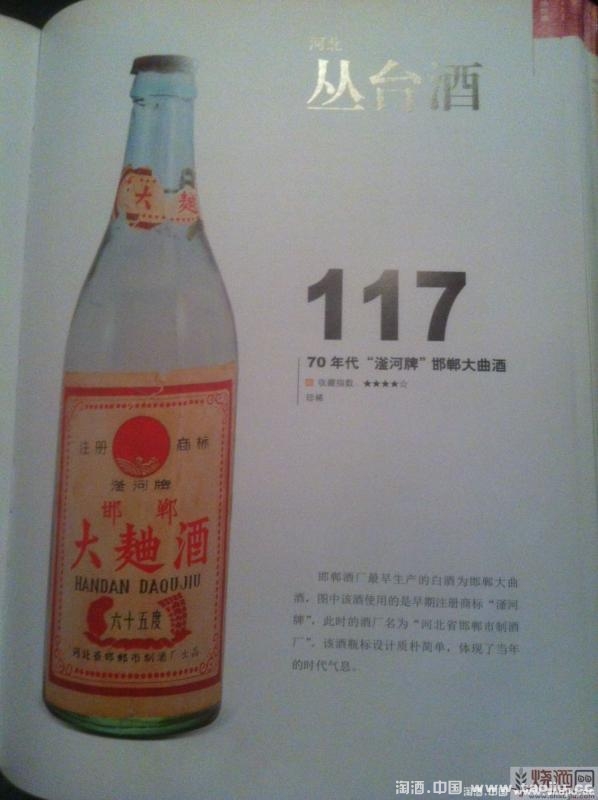 河北
丛台酒
117
70年代“滏河牌”邯郸大曲酒
收藏指数 ★★★★☆
珍稀
邯郸酒厂最早生产的白酒为邯郸大曲
酒，图中该酒使用的是早期注册商标“滏河
牌”，此时的酒厂名为“河北省邯郸市制酒
厂”，该酒瓶标设计质朴简单，体现了当年
的时代气息。
大麯
注册 商标
滏河牌
邯郸
大麯酒
HANDAN DAQUJIU
六十五度
河北省邯郸市制酒厂出品
淘酒.中国 www.taojiu.cc
烧酒网